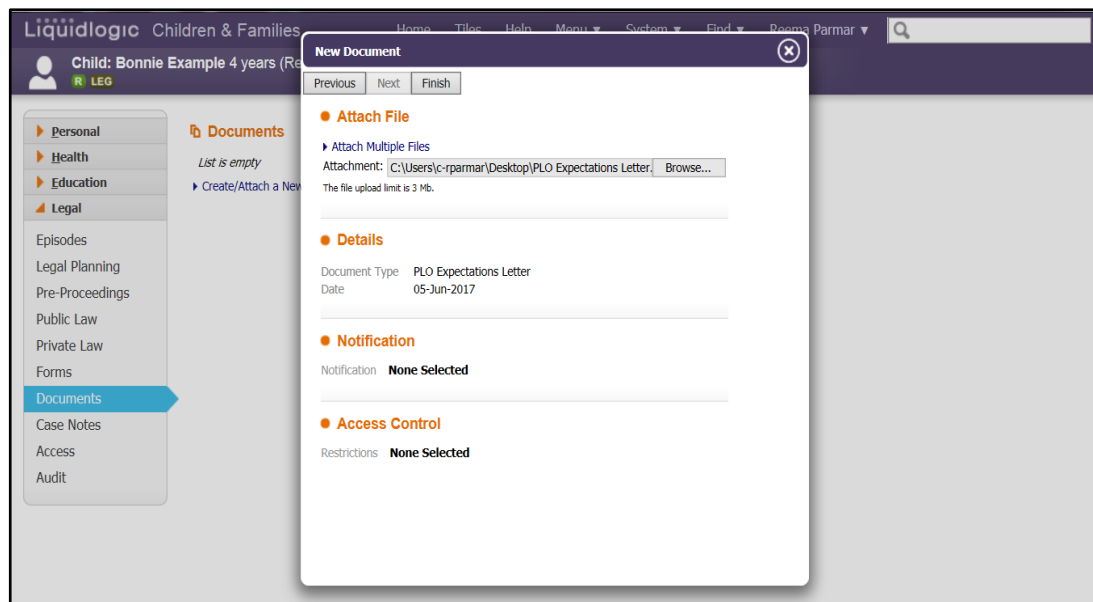 Liquidlogic Children & Families Home Tiles Help Menu System Find Reema Parmar
Child: Bonnie Example 4 years (Re
R LEG
New Document
Previous Next Finish
Personal
Health
Education
Legal
Episodes
Legal Planning
Pre-Proceedings
Public Law
Private Law
Forms
Documents
Case Notes
Access
Audit
Documents
List is empty
Create/Attach a New
Attach File
Attach Multiple Files
Attachment: C:\Users\c-rparmar\Desktop\PLO Expectations Letter. Browse...
The file upload limit is 3 Mb.
Details
Document Type PLO Expectations Letter
Date 05-Jun-2017
Notification
Notification None Selected
Access Control
Restrictions None Selected